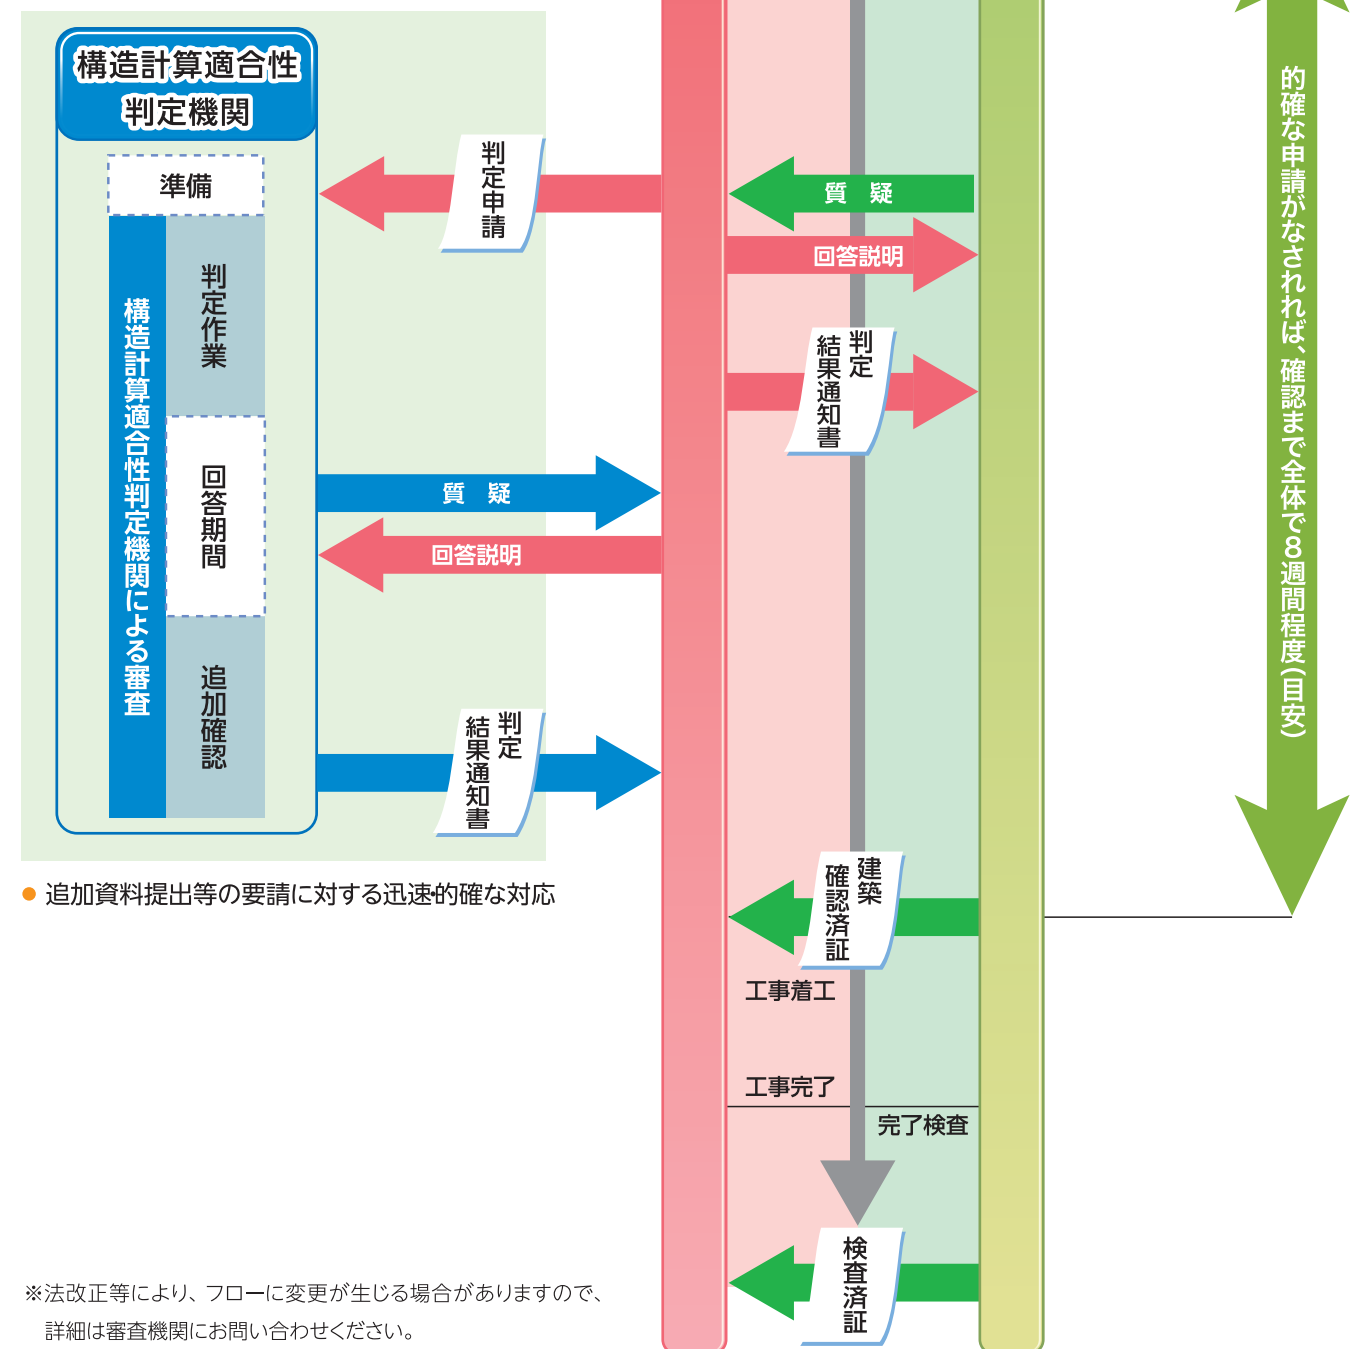 構造計算適合性
判定機関
準備
構造計算適合性判定機関による審査
判定作業
回答期間
追加確認
判定申請
質　疑
回答説明
判定
結果通知書
質　疑
回答説明
判定
結果通知書
的確な申請がなされれば、確認まで全体で8週間程度(目安)
● 追加資料提出等の要請に対する迅速・的確な対応
建築
確認済証
工事着工
工事完了
完了検査
検査済証
※法改正等により、フローに変更が生じる場合がありますので、
詳細は審査機関にお問い合わせください。